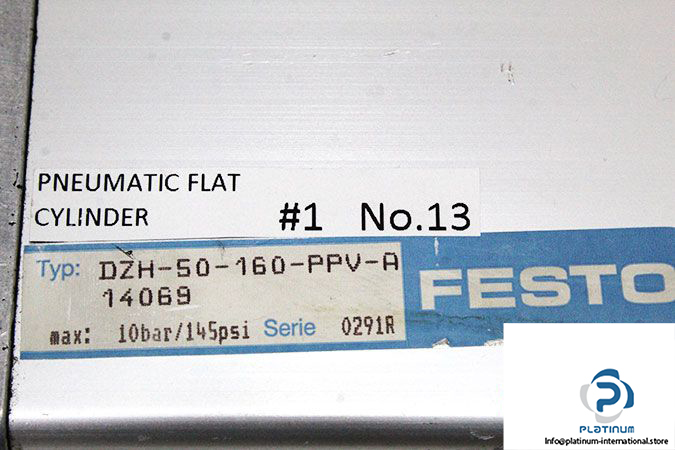 PNEUMATIC FLAT
CYLINDER #1 No.13
Typ: DZH-50-160-PPV-A
14069
max: 10bar/145psi Serie 0291R
FESTO
PLATINUM
Info@platinum-international.store